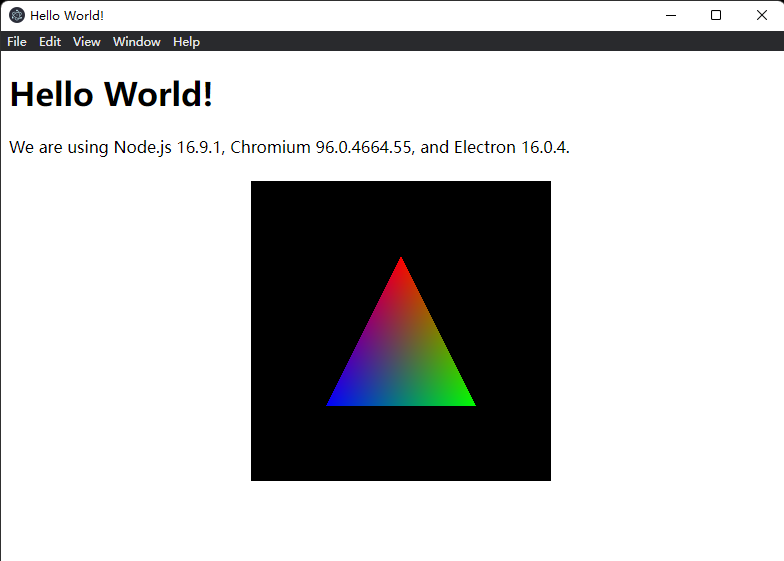 Hello World!
File Edit View Window Help
Hello World!
We are using Node.js 16.9.1, Chromium 96.0.4664.55, and Electron 16.0.4.